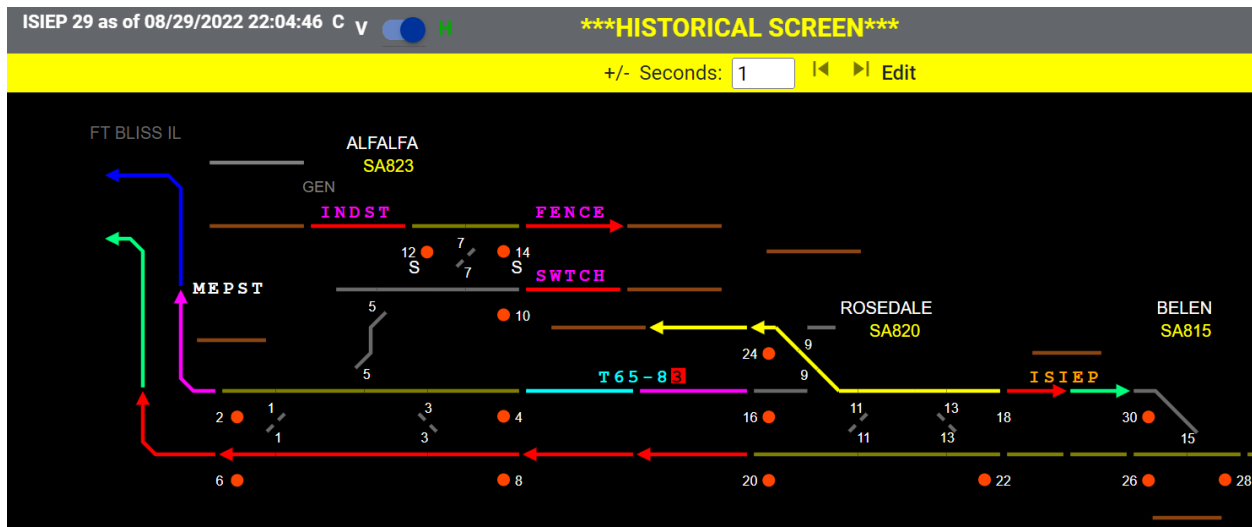 ISIEP 29 as of 08/29/2022 22:04:46 C V H ***HISTORICAL SCREEN***
+/- Seconds: 1 Edit
FT BLISS IL
ALFALFA
SA823
GEN
INDST FENCE
12 7 14
S 7 S
SWTCH
MEPST
5 10
ROSEDALE BELEN
SA820 SA815
9
24
5 9
T65-83 ISIEP
2 1 3 4 16 11 13 18 30
1 3 11 13 15
6 8 20 22 26 28